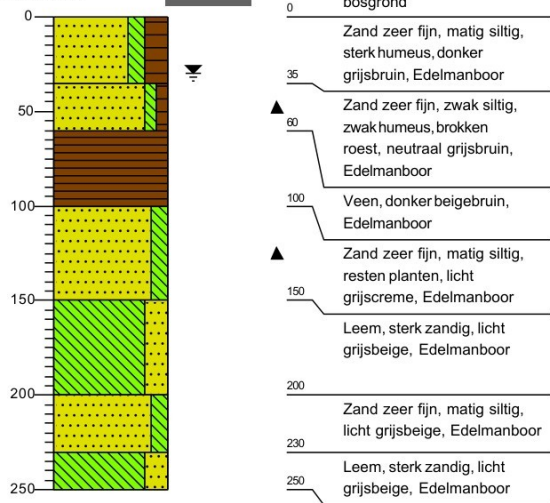 bosgrond
0
0
Zand zeer fijn, matig siltig,
sterk humeus, donker
grijsbruin, Edelmanboor
35
Zand zeer fijn, zwak siltig,
zwak humeus, brokken
roest, neutraal grijsbruin,
Edelmanboor
50
60
Veen, donker beigebruin,
Edelmanboor
100
100
Zand zeer fijn, matig siltig,
resten planten, licht
grijscreme, Edelmanboor
150
150
Leem, sterk zandig, licht
grijsbeige, Edelmanboor
200
200
Zand zeer fijn, matig siltig,
licht grijsbeige, Edelmanboor
230
Leem, sterk zandig, licht
grijsbeige, Edelmanboor
250
250